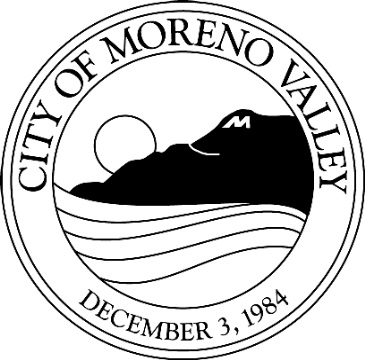 CITY OF MORENO VALLEY
M
DECEMBER 3, 1984